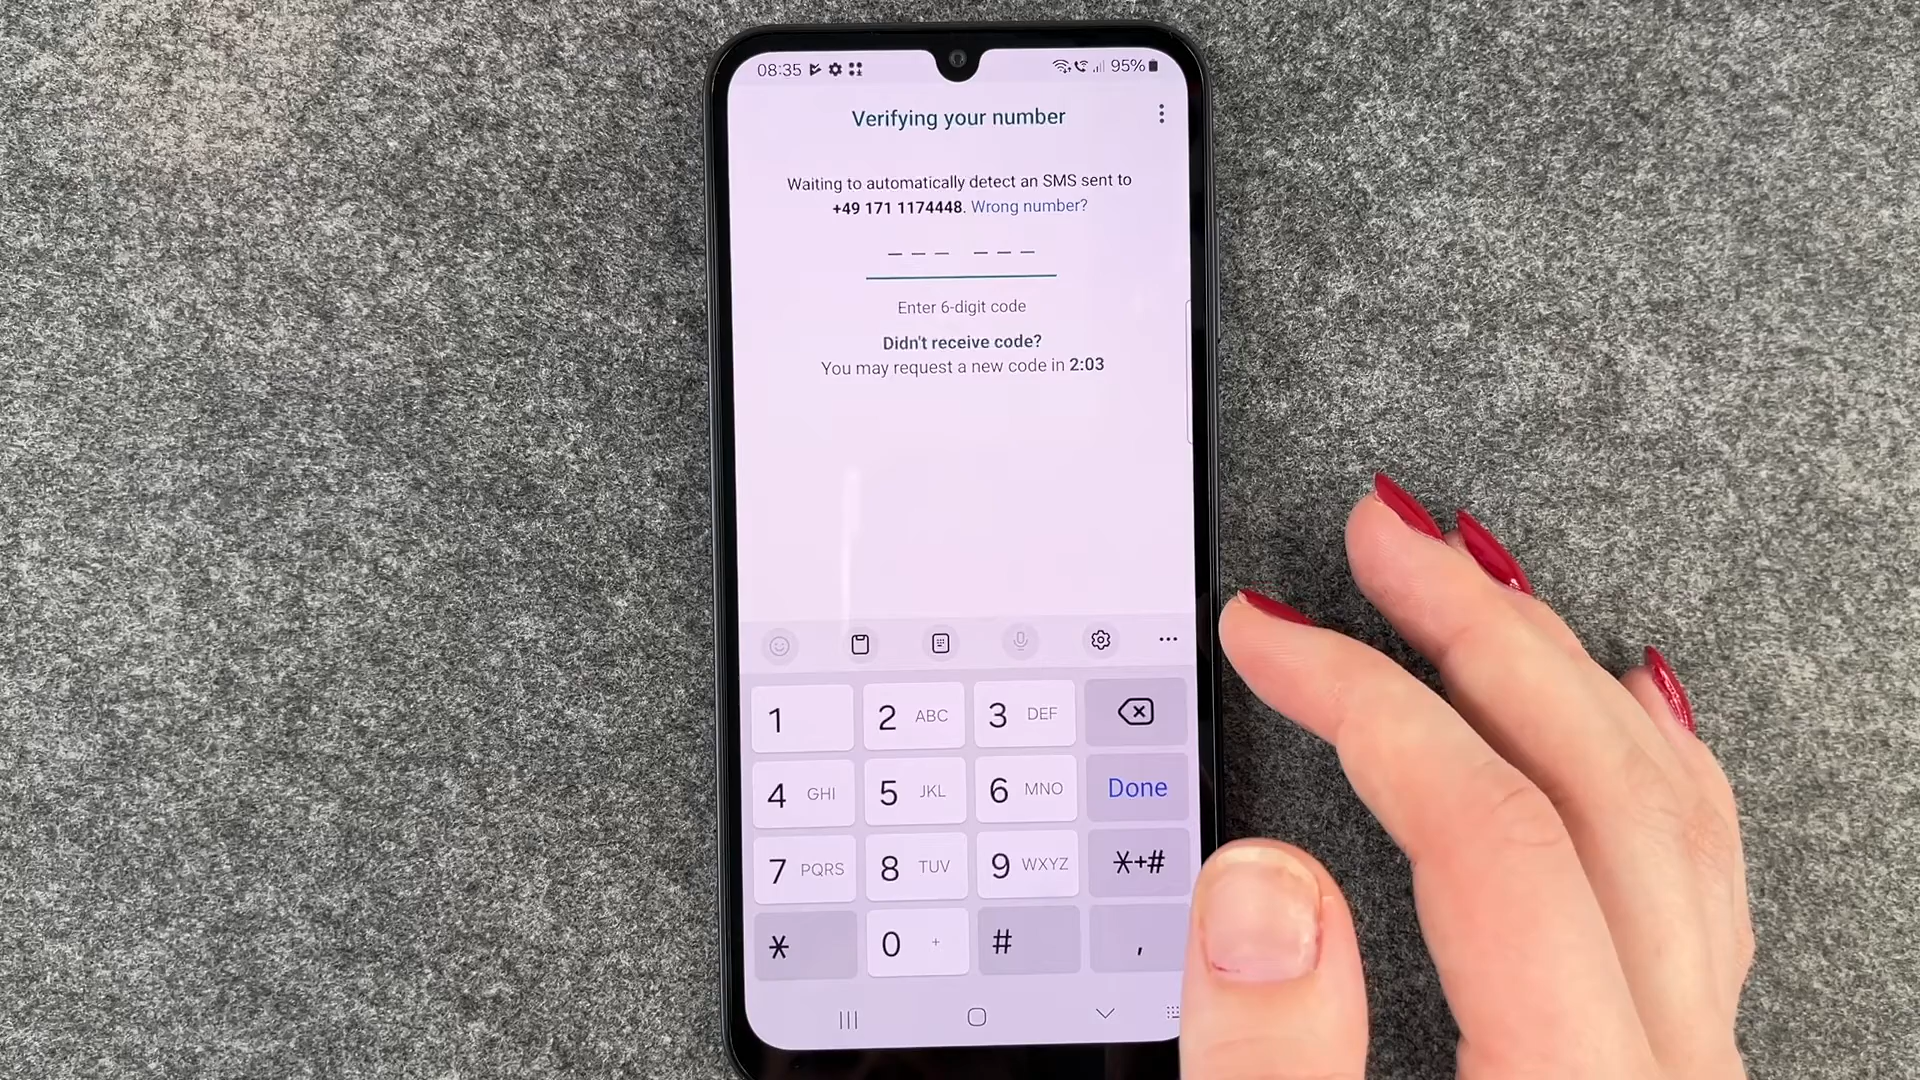 08:35 95%
Verifying your number
Waiting to automatically detect an SMS sent to
+49 171 1174448. Wrong number?
Enter 6-digit code
Didn't receive code?
You may request a new code in 2:03
1 2 ABC 3 DEF
4 GHI 5 JKL 6 MNO Done
7 PQRS 8 TUV 9 WXYZ *+#
* 0 + # ,